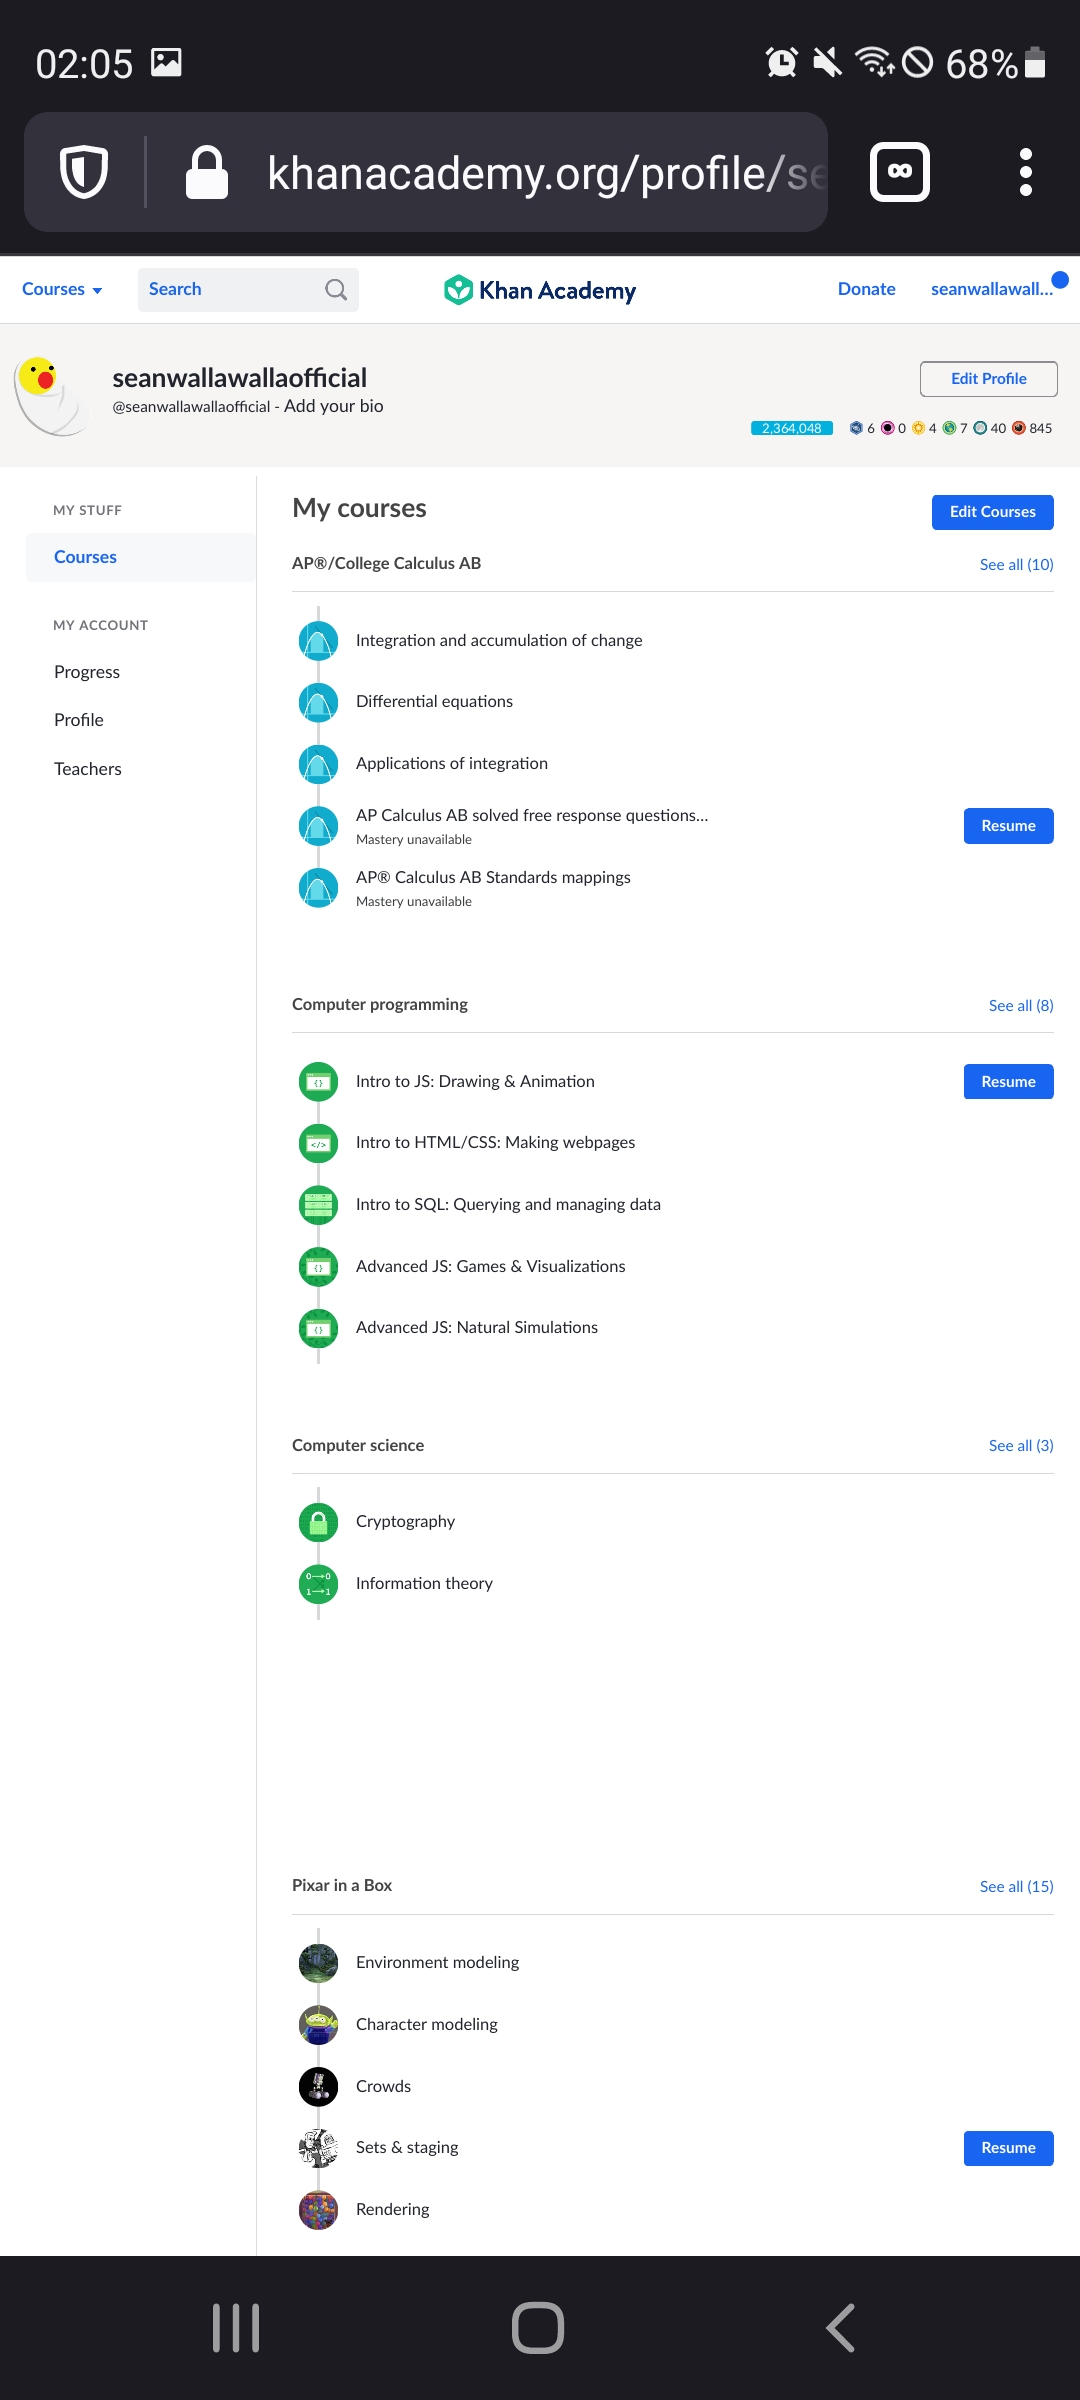 02:05
68%
khanacademy.org/profile/se
Courses
Search
Khan Academy
Donate
seanwallawall...
seanwallawallaofficial
@seanwallawallaofficial - Add your bio
Edit Profile
2,364,048
6 0 4 7 40 845
MY STUFF
Courses
MY ACCOUNT
Progress
Profile
Teachers
My courses
Edit Courses
AP®/College Calculus AB
See all (10)
Integration and accumulation of change
Differential equations
Applications of integration
AP Calculus AB solved free response questions...
Mastery unavailable
Resume
AP® Calculus AB Standards mappings
Mastery unavailable
Computer programming
See all (8)
Intro to JS: Drawing & Animation
Resume
Intro to HTML/CSS: Making webpages
Intro to SQL: Querying and managing data
Advanced JS: Games & Visualizations
Advanced JS: Natural Simulations
Computer science
See all (3)
Cryptography
Information theory
Pixar in a Box
See all (15)
Environment modeling
Character modeling
Crowds
Sets & staging
Resume
Rendering